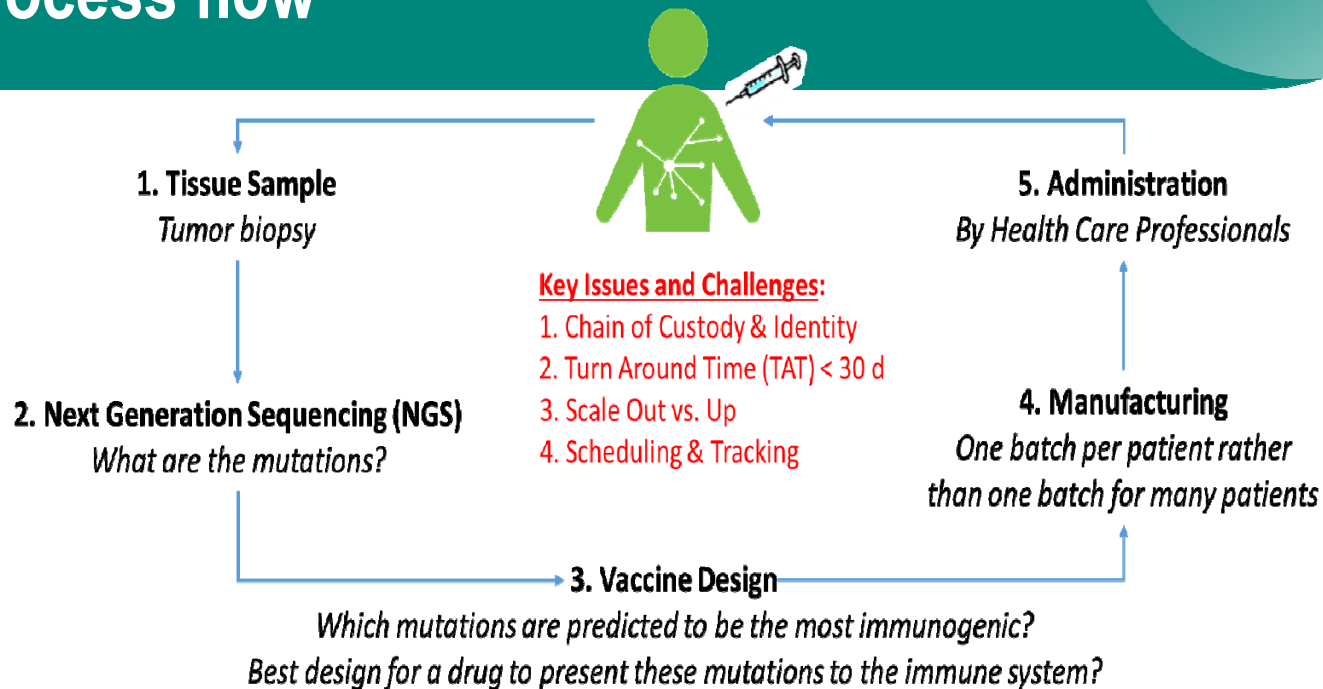 1. Tissue Sample
Tumor biopsy
2. Next Generation Sequencing (NGS)
What are the mutations?
3. Vaccine Design
Which mutations are predicted to be the most immunogenic?
Best design for a drug to present these mutations to the immune system?
4. Manufacturing
One batch per patient rather
than one batch for many patients
5. Administration
By Health Care Professionals
Key Issues and Challenges:
1. Chain of Custody & Identity
2. Turn Around Time (TAT) < 30 d
3. Scale Out vs. Up
4. Scheduling & Tracking